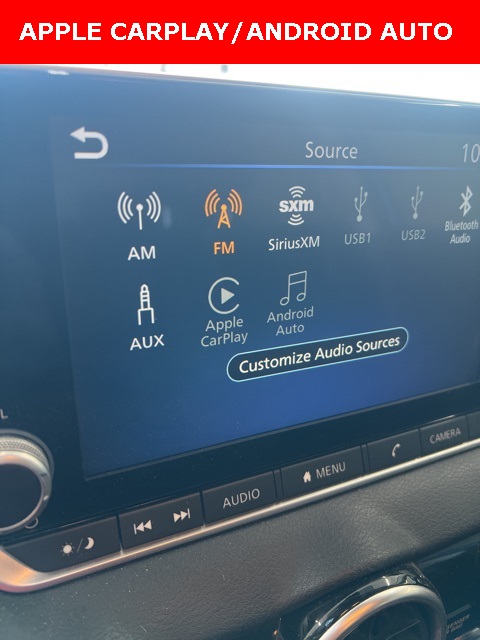 APPLE CARPLAY/ANDROID AUTO
Source
10
AM
FM
sxm
SiriusXM
USB1
USB2
Bluetooth
Audio
AUX
Apple
CarPlay
Android
Auto
Customize Audio Sources
L
AUDIO
MENU
CAMERA